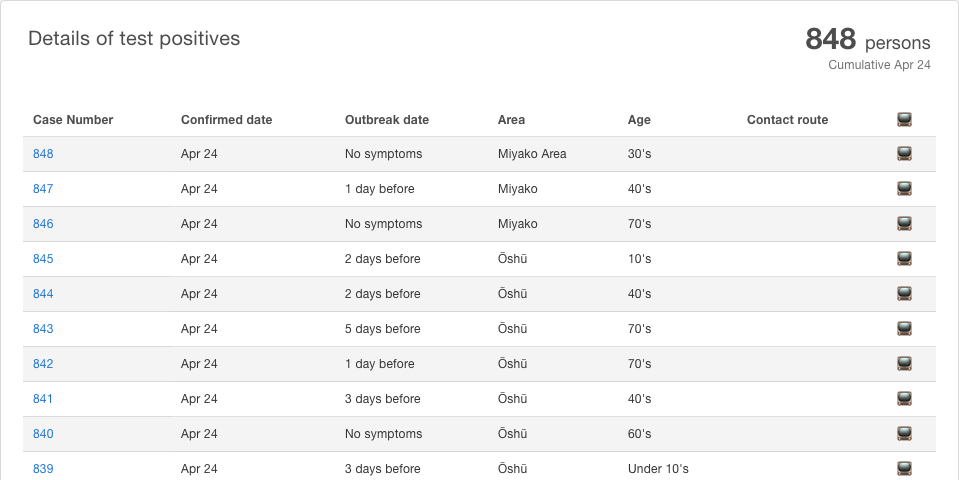 Details of test positives
848 persons
Cumulative Apr 24
Case Number Confirmed date Outbreak date Area Age Contact route
848 Apr 24 No symptoms Miyako Area 30's
847 Apr 24 1 day before Miyako 40's
846 Apr 24 No symptoms Miyako 70's
845 Apr 24 2 days before Ōshū 10's
844 Apr 24 2 days before Ōshū 40's
843 Apr 24 5 days before Ōshū 70's
842 Apr 24 1 day before Ōshū 70's
841 Apr 24 3 days before Ōshū 40's
840 Apr 24 No symptoms Ōshū 60's
839 Apr 24 3 days before Ōshū Under 10's